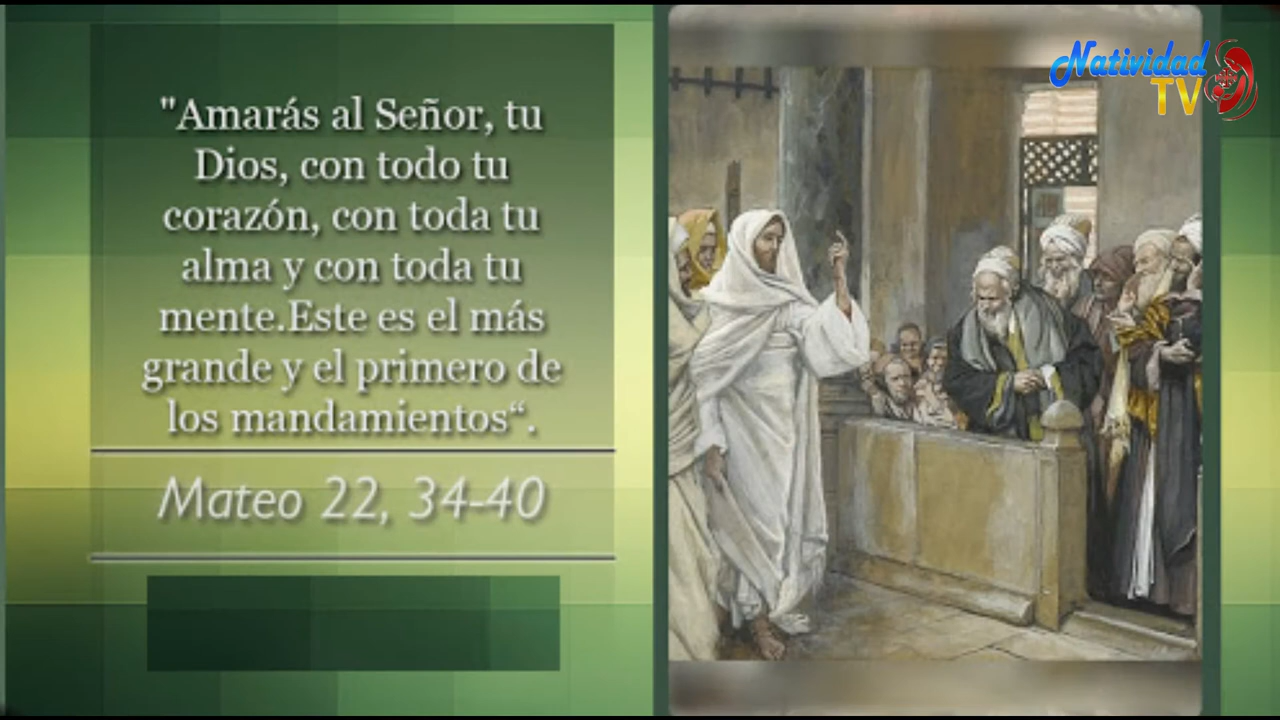 "Amarás al Señor, tu
Dios, con todo tu
corazón, con toda tu
alma y con toda tu
mente.Este es el más
grande y el primero de
los mandamientos“.
Mateo 22, 34-40
Natividad
TV